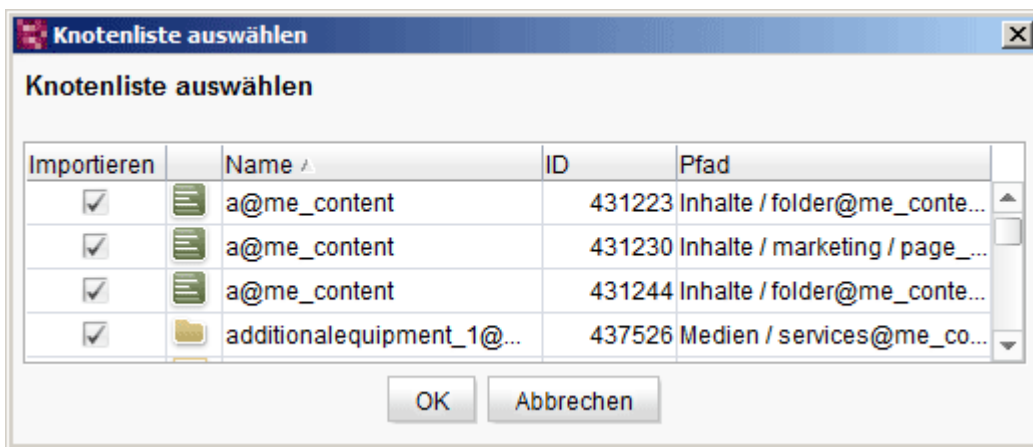 Knotenliste auswählen
Knotenliste auswählen
Importieren Name ID Pfad
a@me_content 431223 Inhalte / folder@me_conte...
a@me_content 431230 Inhalte / marketing / page_...
a@me_content 431244 Inhalte / folder@me_conte...
additionalequipment_1@... 437526 Medien / services@me_co...
OK Abbrechen